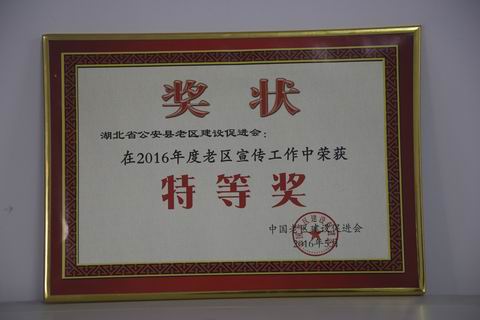 奖状
湖北省公安县老区建设促进会：
在2016年度老区宣传工作中荣获
特等奖
中国老区建设促进会
2016年5月